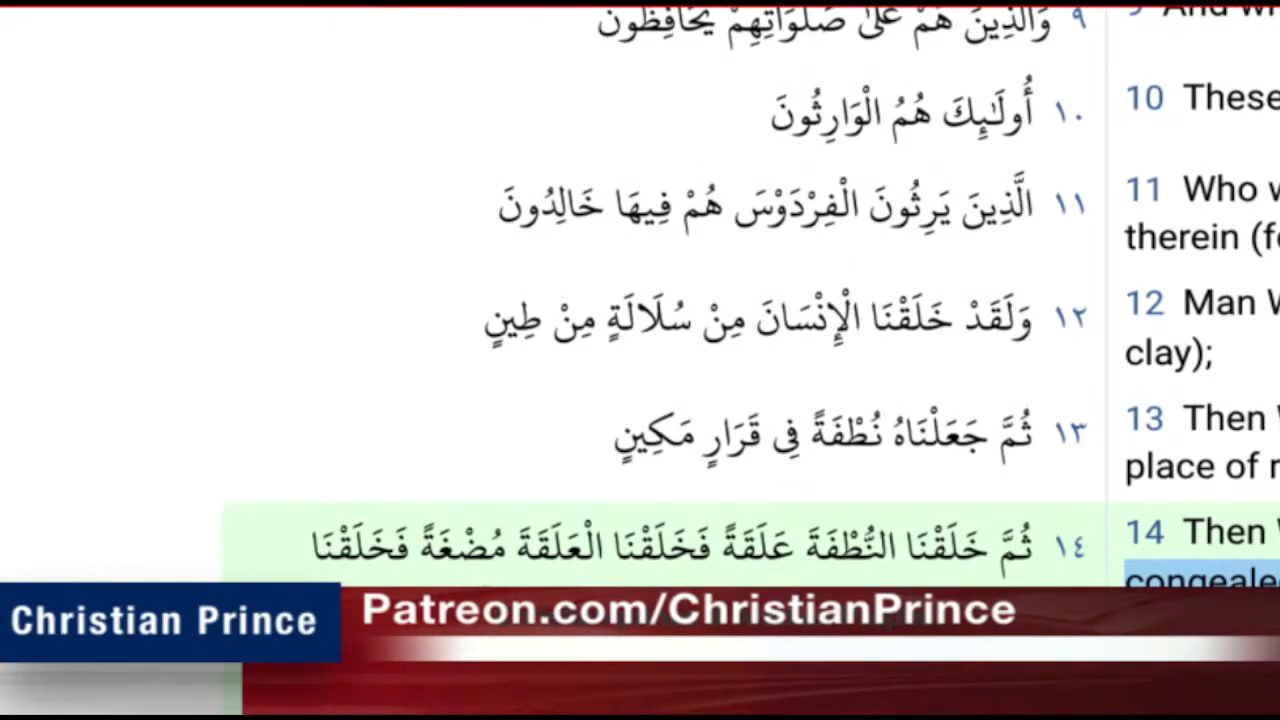 ٩ وَالَّذِينَ هُمْ عَلَىٰ صَلَوَاتِهِمْ يُحَافِظُونَ
9 And
١٠ أُولَٰئِكَ هُمُ الْوَارِثُونَ
10 These
١١ الَّذِينَ يَرِثُونَ الْفِرْدَوْسَ هُمْ فِيهَا خَالِدُونَ
11 Who
therein
١٢ وَلَقَدْ خَلَقْنَا الْإِنْسَانَ مِنْ سُلَالَةٍ مِنْ طِينٍ
12 Man
clay);
١٣ ثُمَّ جَعَلْنَاهُ نُطْفَةً فِي قَرَارٍ مَكِينٍ
13 Then
place of
١٤ ثُمَّ خَلَقْنَا النُّطْفَةَ عَلَقَةً فَخَلَقْنَا الْعَلَقَةَ مُضْغَةً فَخَلَقْنَا
14 Then
Christian Prince
Patreon.com/ChristianPrince